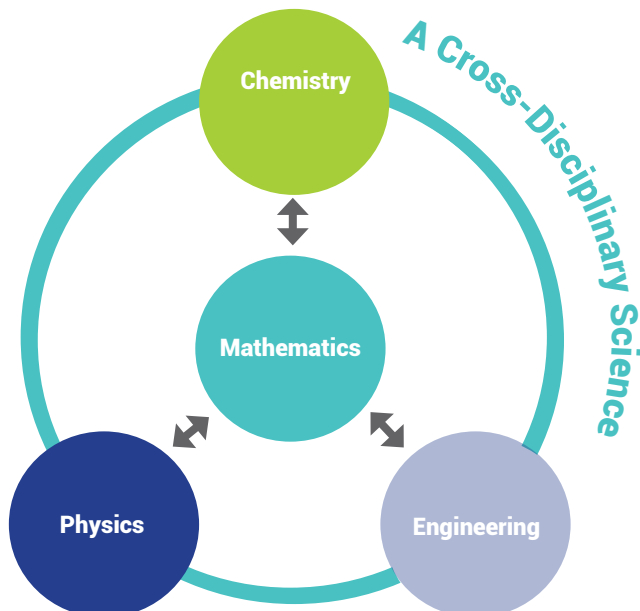 A Cross-Disciplinary Science
Chemistry
Mathematics
Physics
Engineering